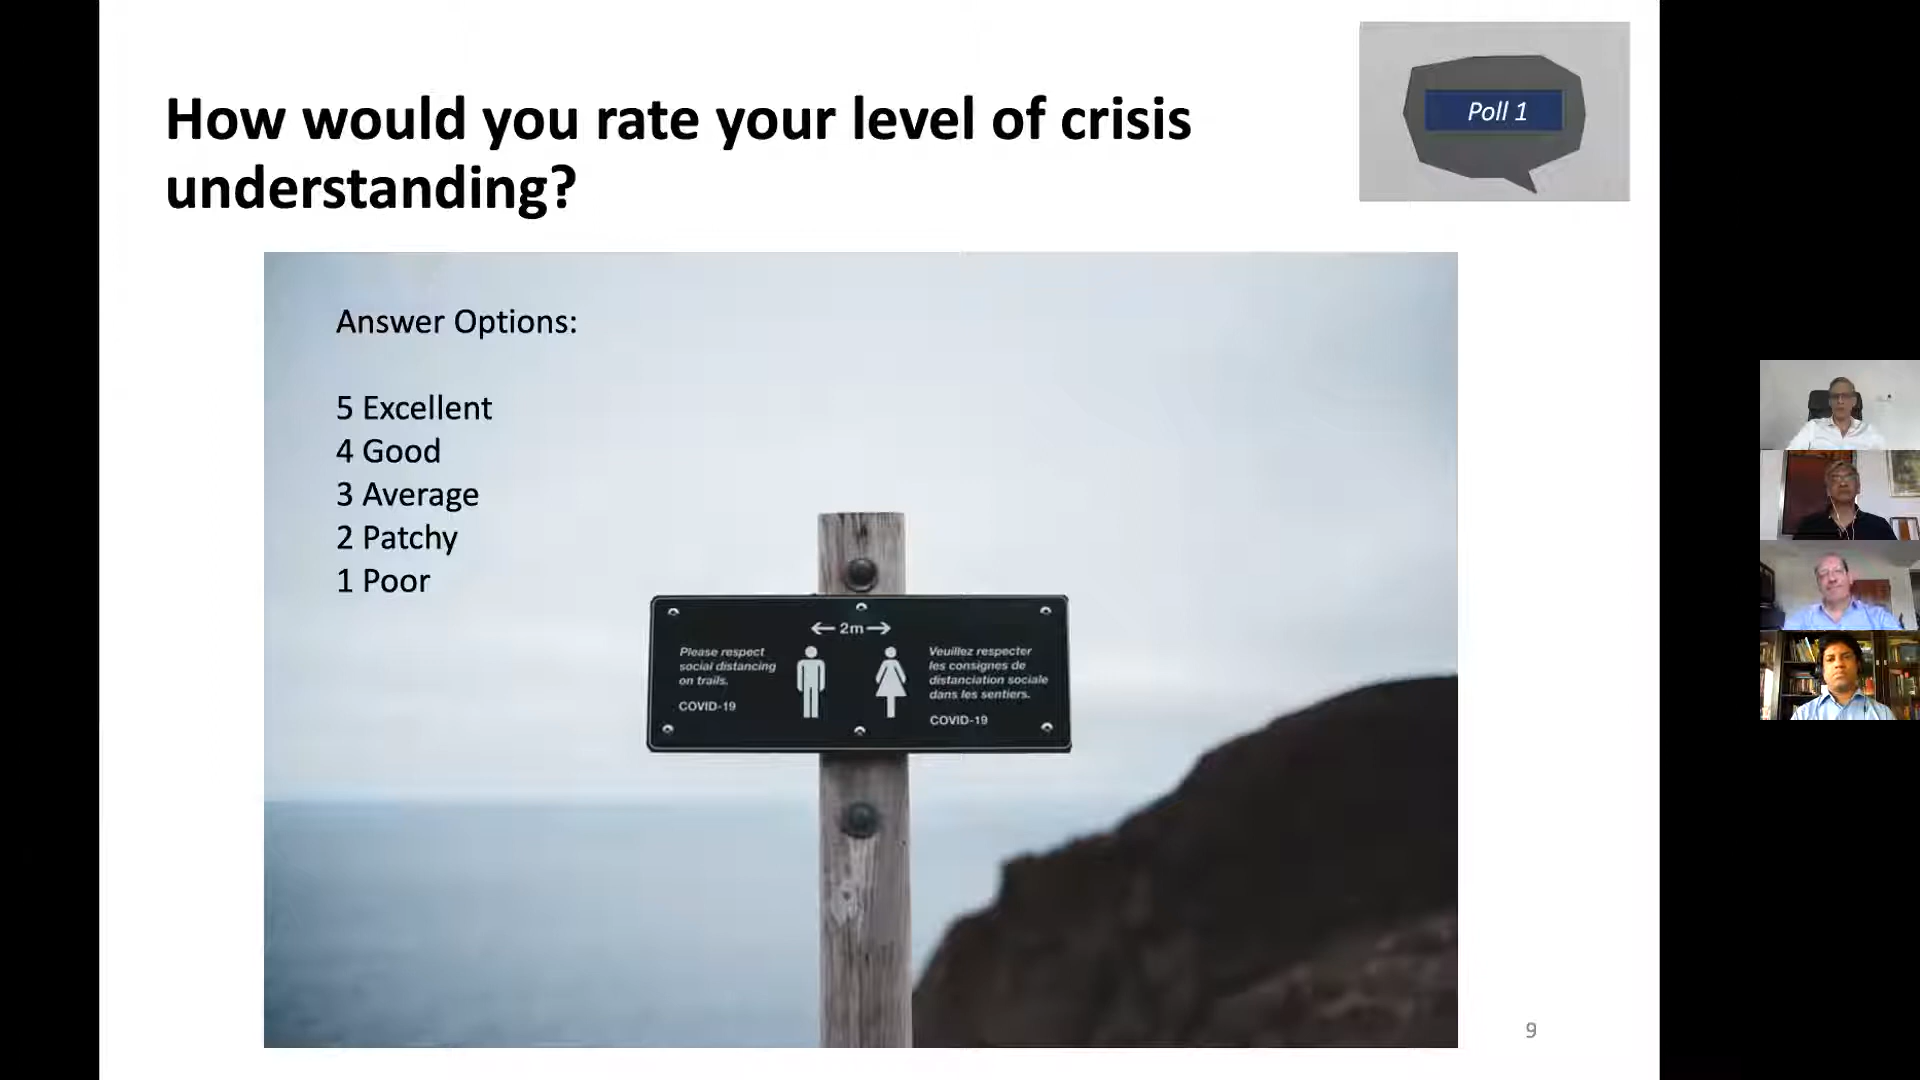 How would you rate your level of crisis
understanding?
Poll 1
Answer Options:
5 Excellent
4 Good
3 Average
2 Patchy
1 Poor
2m
Please respect
social distancing
on trails.
COVID-19
Veuillez respecter
les consignes de
distanciation sociale
dans les sentiers.
COVID-19
9